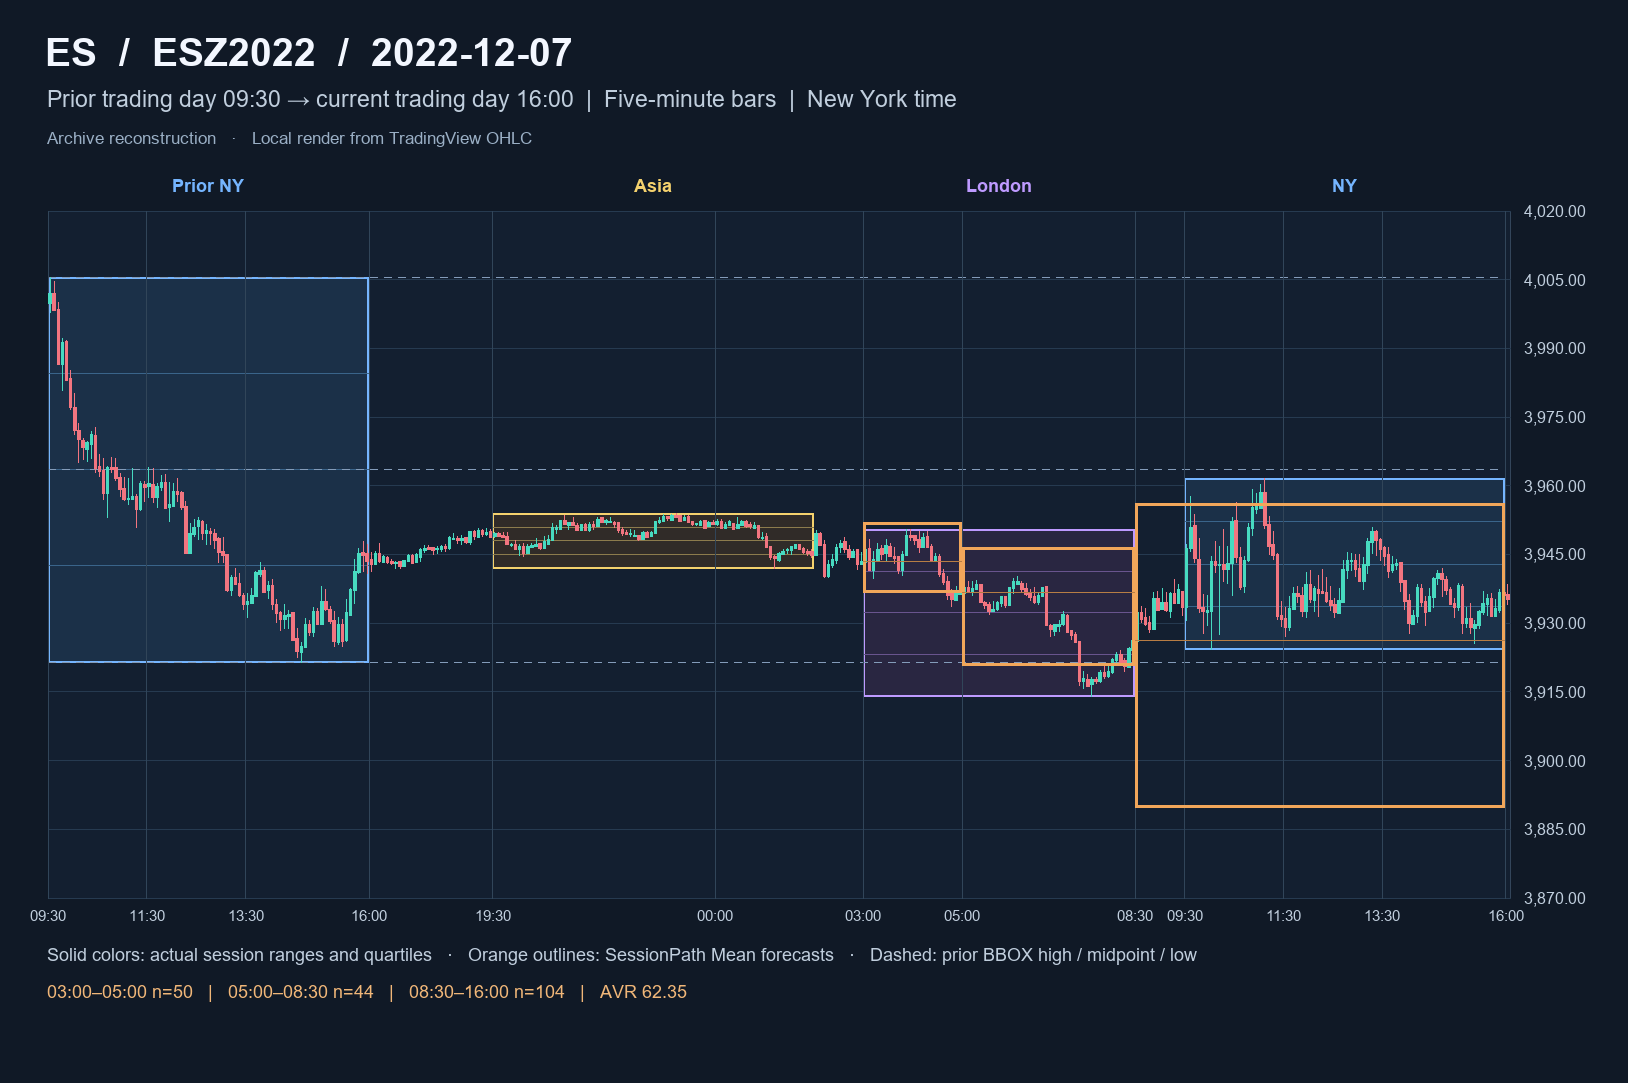 ES / ESZ2022 / 2022-12-07
Prior trading day 09:30 → current trading day 16:00 | Five-minute bars | New York time
Archive reconstruction · Local render from TradingView OHLC
Prior NY Asia London NY
4,020.00
4,005.00
3,990.00
3,975.00
3,960.00
3,945.00
3,930.00
3,915.00
3,900.00
3,885.00
3,870.00
09:30 11:30 13:30 16:00 19:30 00:00 03:00 05:00 08:30 09:30 11:30 13:30 16:00
Solid colors: actual session ranges and quartiles · Orange outlines: SessionPath Mean forecasts · Dashed: prior BBOX high / midpoint / low
03:00–05:00 n=50 | 05:00–08:30 n=44 | 08:30–16:00 n=104 | AVR 62.35